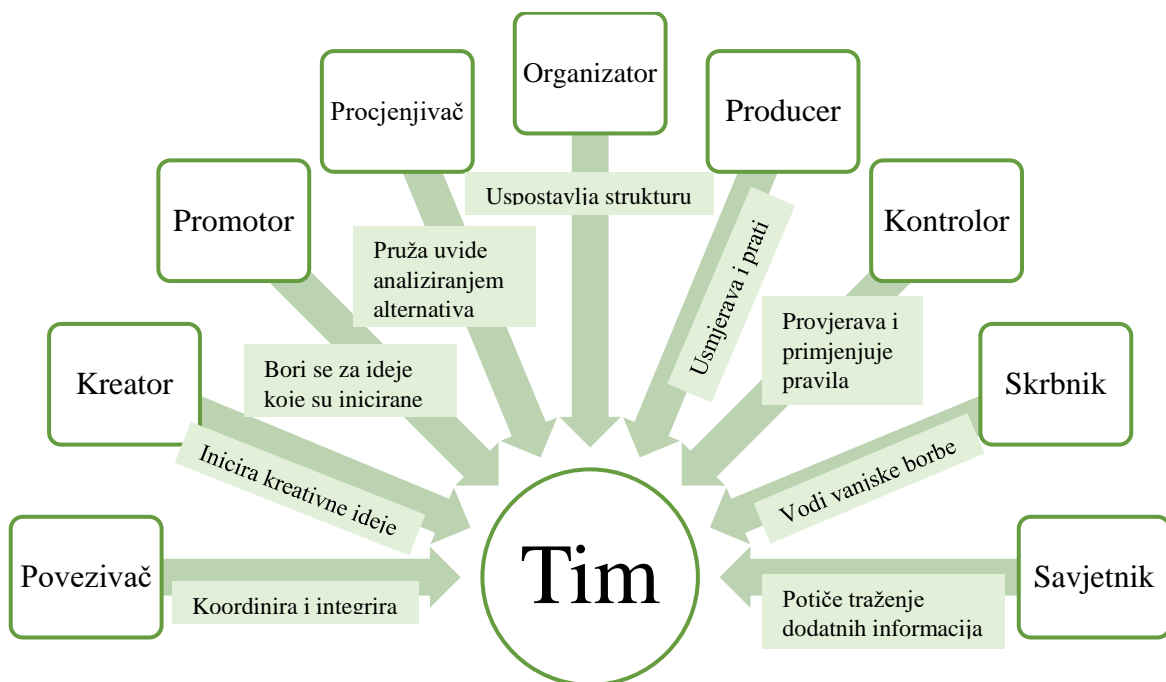 Organizator
Producer
Procjenjivač
Promotor
Kontrolor
Kreator
Skrbnik
Povezivač
Savjetnik
Uspostavlja strukturu
Pruža uvide
analiziranjem
alternativa
Usmjerava i prati
Provjerava i
primjenjuje
pravila
Bori se za ideje
koje su inicirane
Inicira kreativne ideje
Vodi vanjske borbe
Koordinira i integrira
Potiče traženje
dodatnih informacija
Tim